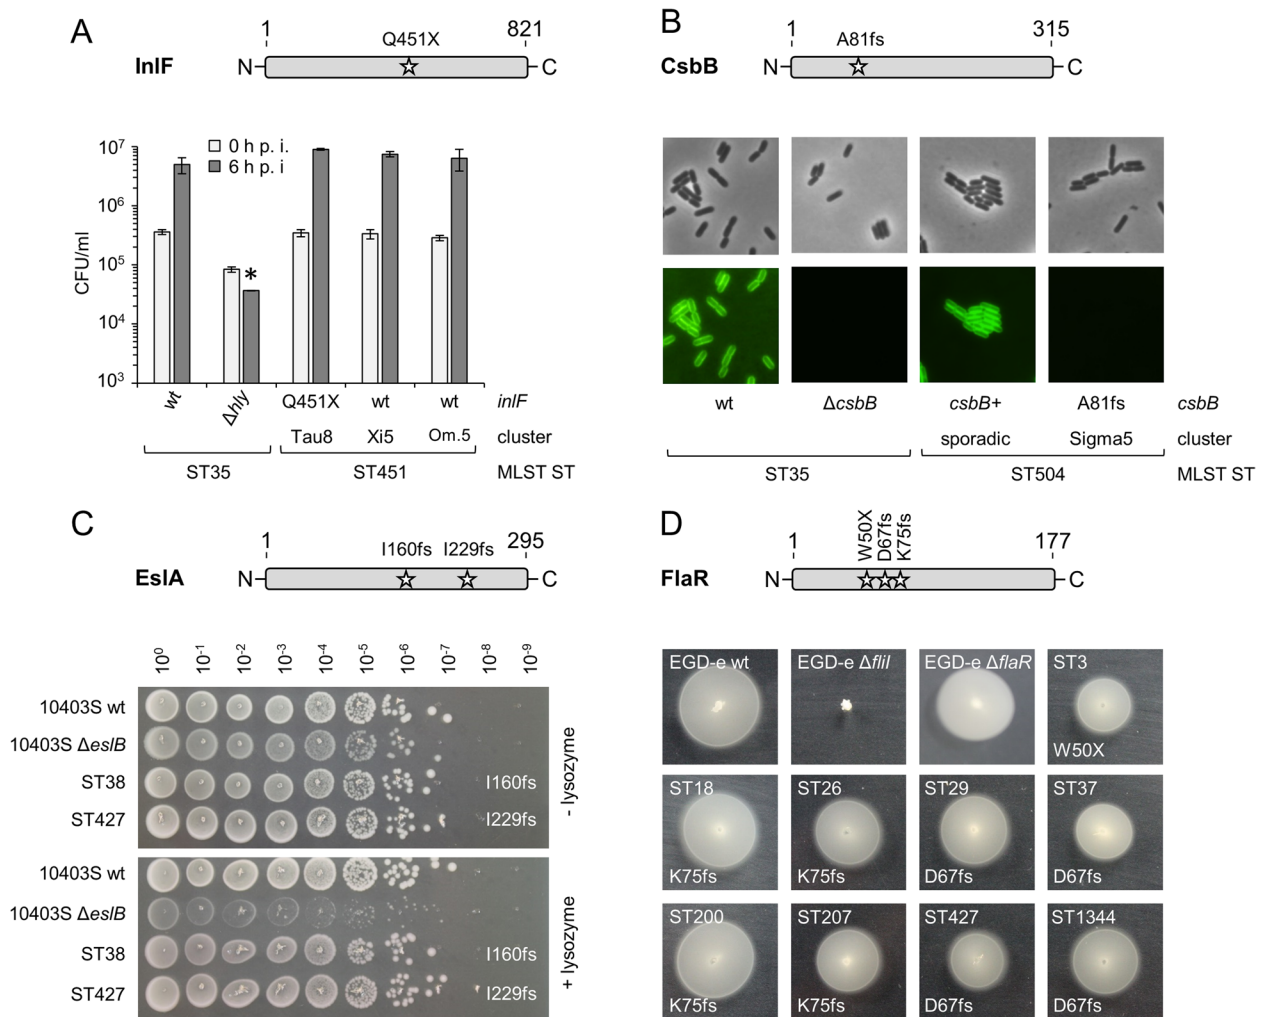 A
1
821
Q451X
InlF
N
C
10⁷
10⁶
10⁵
10⁴
10³
CFU/ml
0 h p. i.
6 h p. i
*
wt
Δhly
Q451X
wt
wt
inlF
Tau8
Xi5
Om.5
cluster
ST35
ST451
MLST ST
B
1
315
A81fs
CsbB
N
C
wt
ΔcsbB
csbB+
A81fs
csbB
sporadic
Sigma5
cluster
ST35
ST504
MLST ST
C
1
295
I160fs
I229fs
EslA
N
C
10⁰
10⁻¹
10⁻²
10⁻³
10⁻⁴
10⁻⁵
10⁻⁶
10⁻⁷
10⁻⁸
10⁻⁹
10403S wt
10403S ΔeslB
ST38
I160fs
ST427
I229fs
- lysozyme
10403S wt
10403S ΔeslB
ST38
I160fs
ST427
I229fs
+ lysozyme
D
1
177
W50X
D67fs
K75fs
FlaR
N
C
EGD-e wt
EGD-e ΔfliI
EGD-e ΔflaR
ST3
W50X
ST18
K75fs
ST26
K75fs
ST29
D67fs
ST37
D67fs
ST200
K75fs
ST207
K75fs
ST427
D67fs
ST1344
D67fs